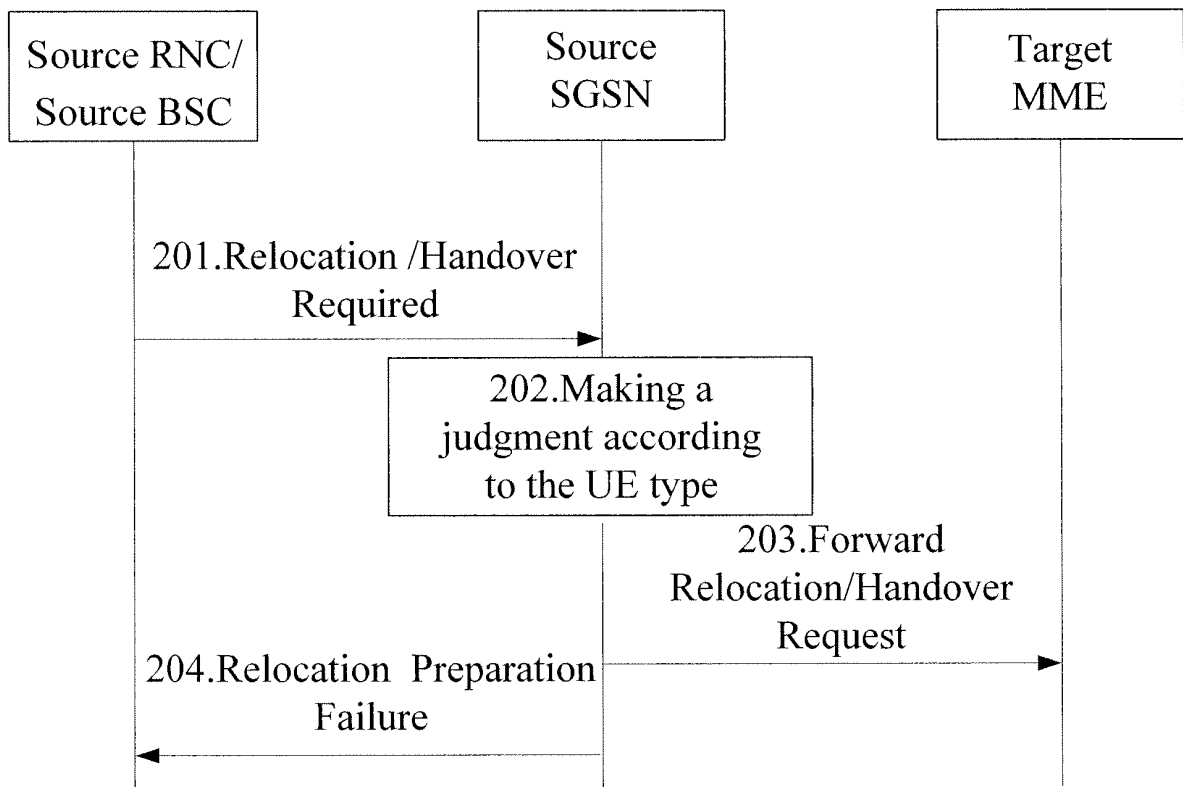 Source RNC/
Source BSC
Source
SGSN
Target
MME
201.Relocation /Handover
Required
202.Making a
judgment according
to the UE type
203.Forward
Relocation/Handover
Request
204.Relocation Preparation
Failure